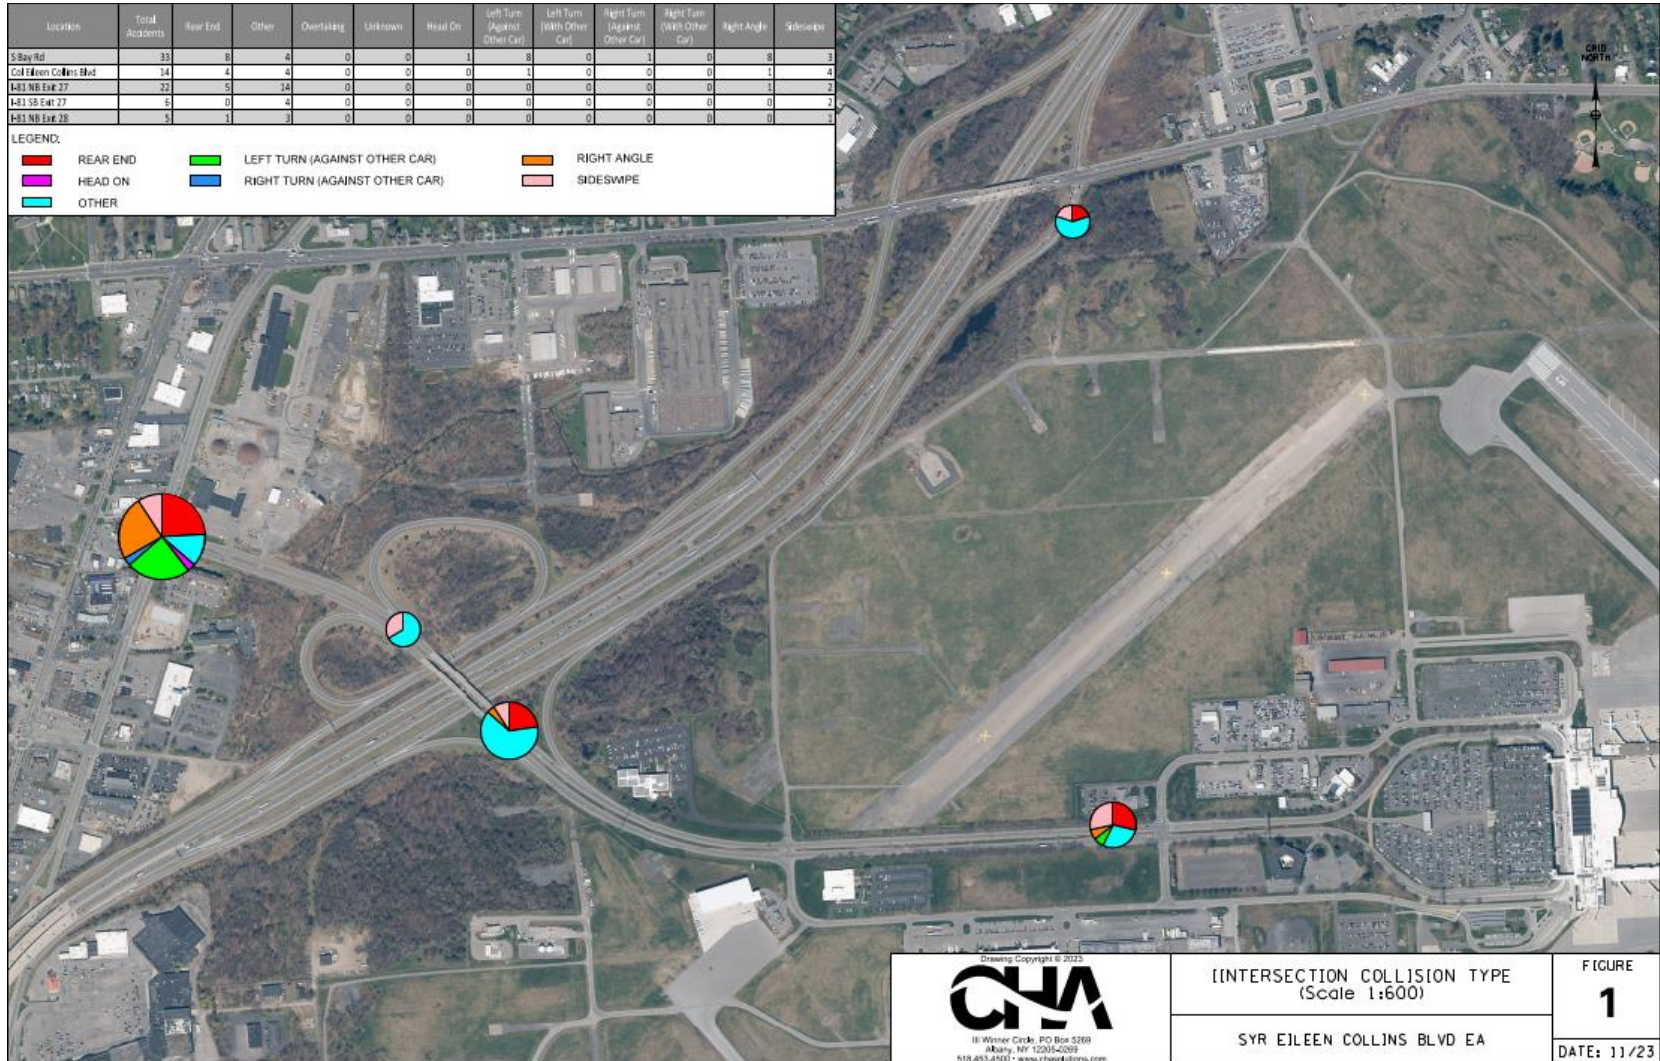 Location Total Accidents Rear End Other Overtaking Unknown Head On Left Turn (Against Other Car) Left Turn (With Other Car) Right Turn (Against Other Car) Right Turn (With Other Car) Right Angle Sideswipe
S Bay Rd 33 8 4 0 0 1 8 0 1 0 8 3
Col Eileen Collins Blvd 14 4 4 0 0 0 1 0 0 0 1 4
I-81 NB Exit 27 22 5 14 0 0 0 0 0 0 0 1 2
I-81 SB Exit 27 6 0 4 0 0 0 0 0 0 0 0 2
I-81 NB Exit 28 5 1 3 0 0 0 0 0 0 0 0 1
LEGEND:
REAR END LEFT TURN (AGAINST OTHER CAR) RIGHT ANGLE
HEAD ON RIGHT TURN (AGAINST OTHER CAR) SIDESWIPE
OTHER
GRID
NORTH
Drawing Copyright © 2023
CHA
III Winner Circle, PO Box 5269
Albany, NY 12205-0269
518.453.4500 • www.chasolutions.com
[INTERSECTION COLLISION TYPE
(Scale 1:600)
SYR EILEEN COLLINS BLVD EA
FIGURE
1
DATE: 11/23